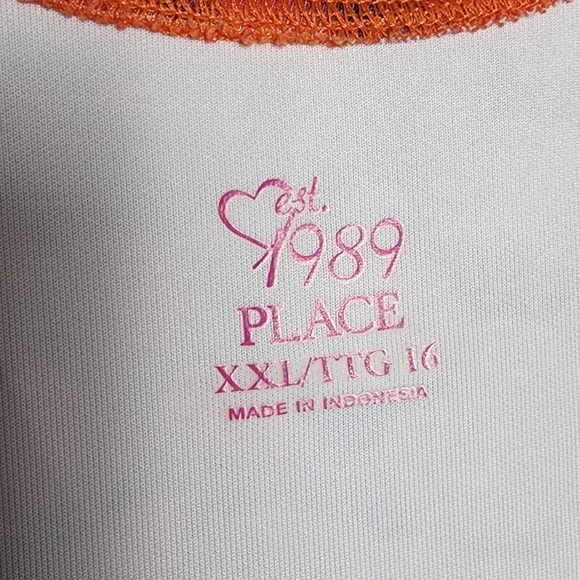 est.
1989
PLACE
XXL/TTG 16
MADE IN INDONESIA